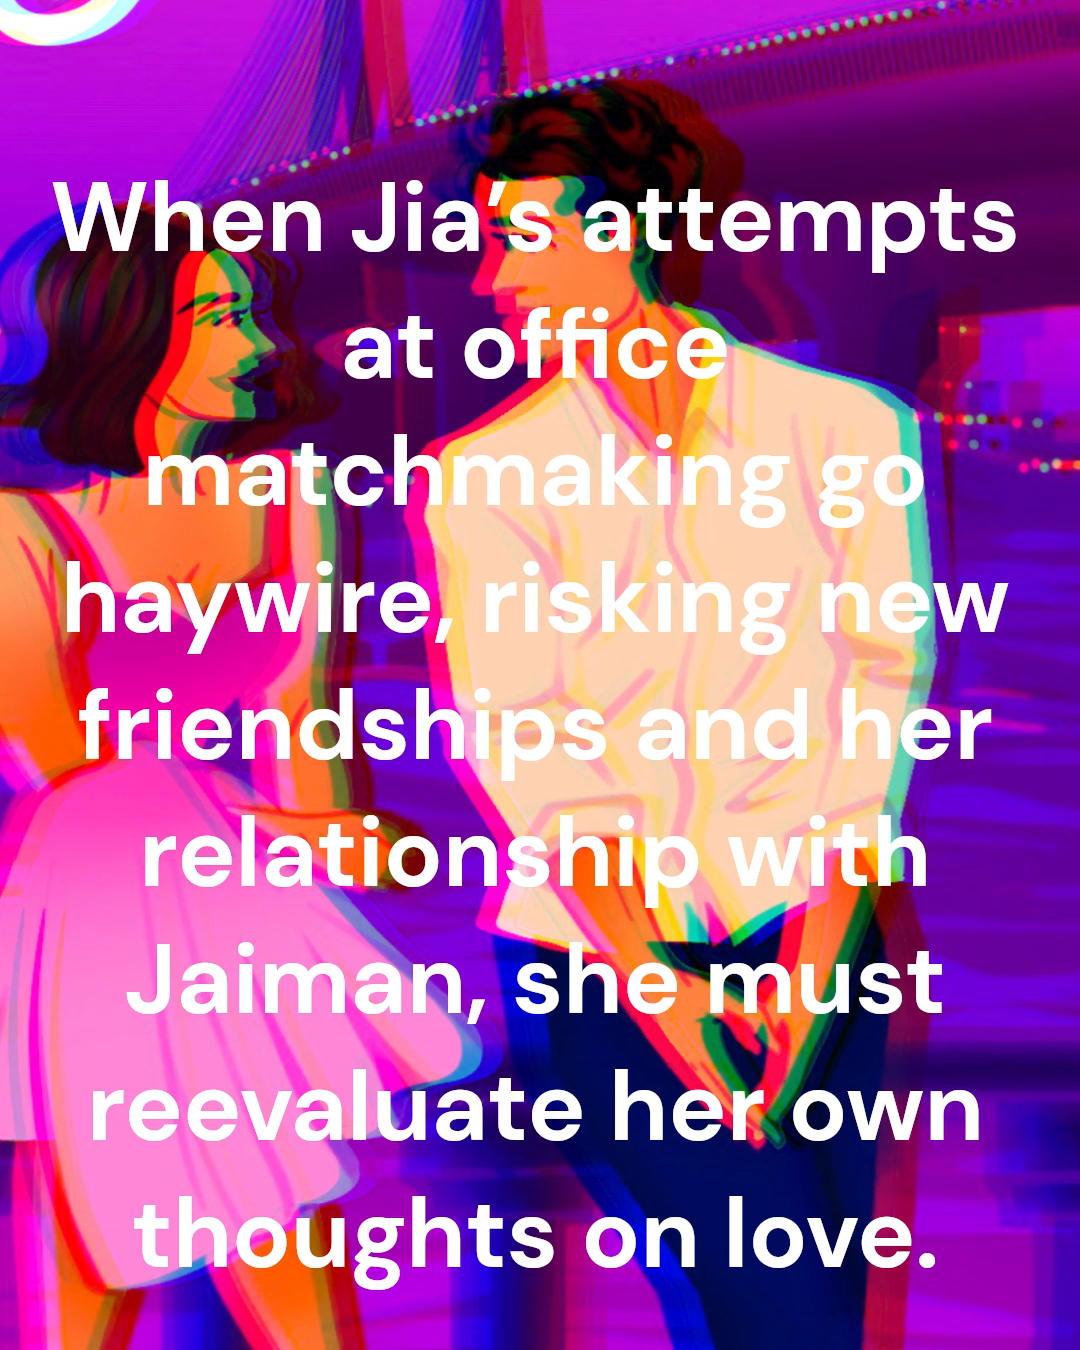 When Jia’s attempts
at office
matchmaking go
haywire, risking new
friendships and her
relationship with
Jaiman, she must
reevaluate her own
thoughts on love.